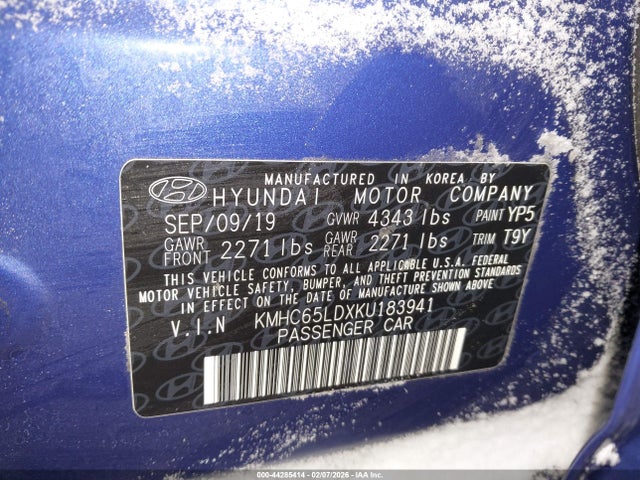 MANUFACTURED IN KOREA BY
HYUNDAI MOTOR COMPANY
SEP/09/19 GVWR 4343 lbs PAINT YP5
GAWR FRONT 2271 lbs GAWR REAR 2271 lbs TRIM T9Y
THIS VEHICLE CONFORMS TO ALL APPLICABLE U.S.A. FEDERAL
MOTOR VEHICLE SAFETY, BUMPER, AND THEFT PREVENTION STANDARDS
IN EFFECT ON THE DATE OF MANUFACTURE SHOWN ABOVE.
V.I.N KMHC65LDXKU183941
PASSENGER CAR
000-44285414 - 02/07/2026 - IAA Inc.